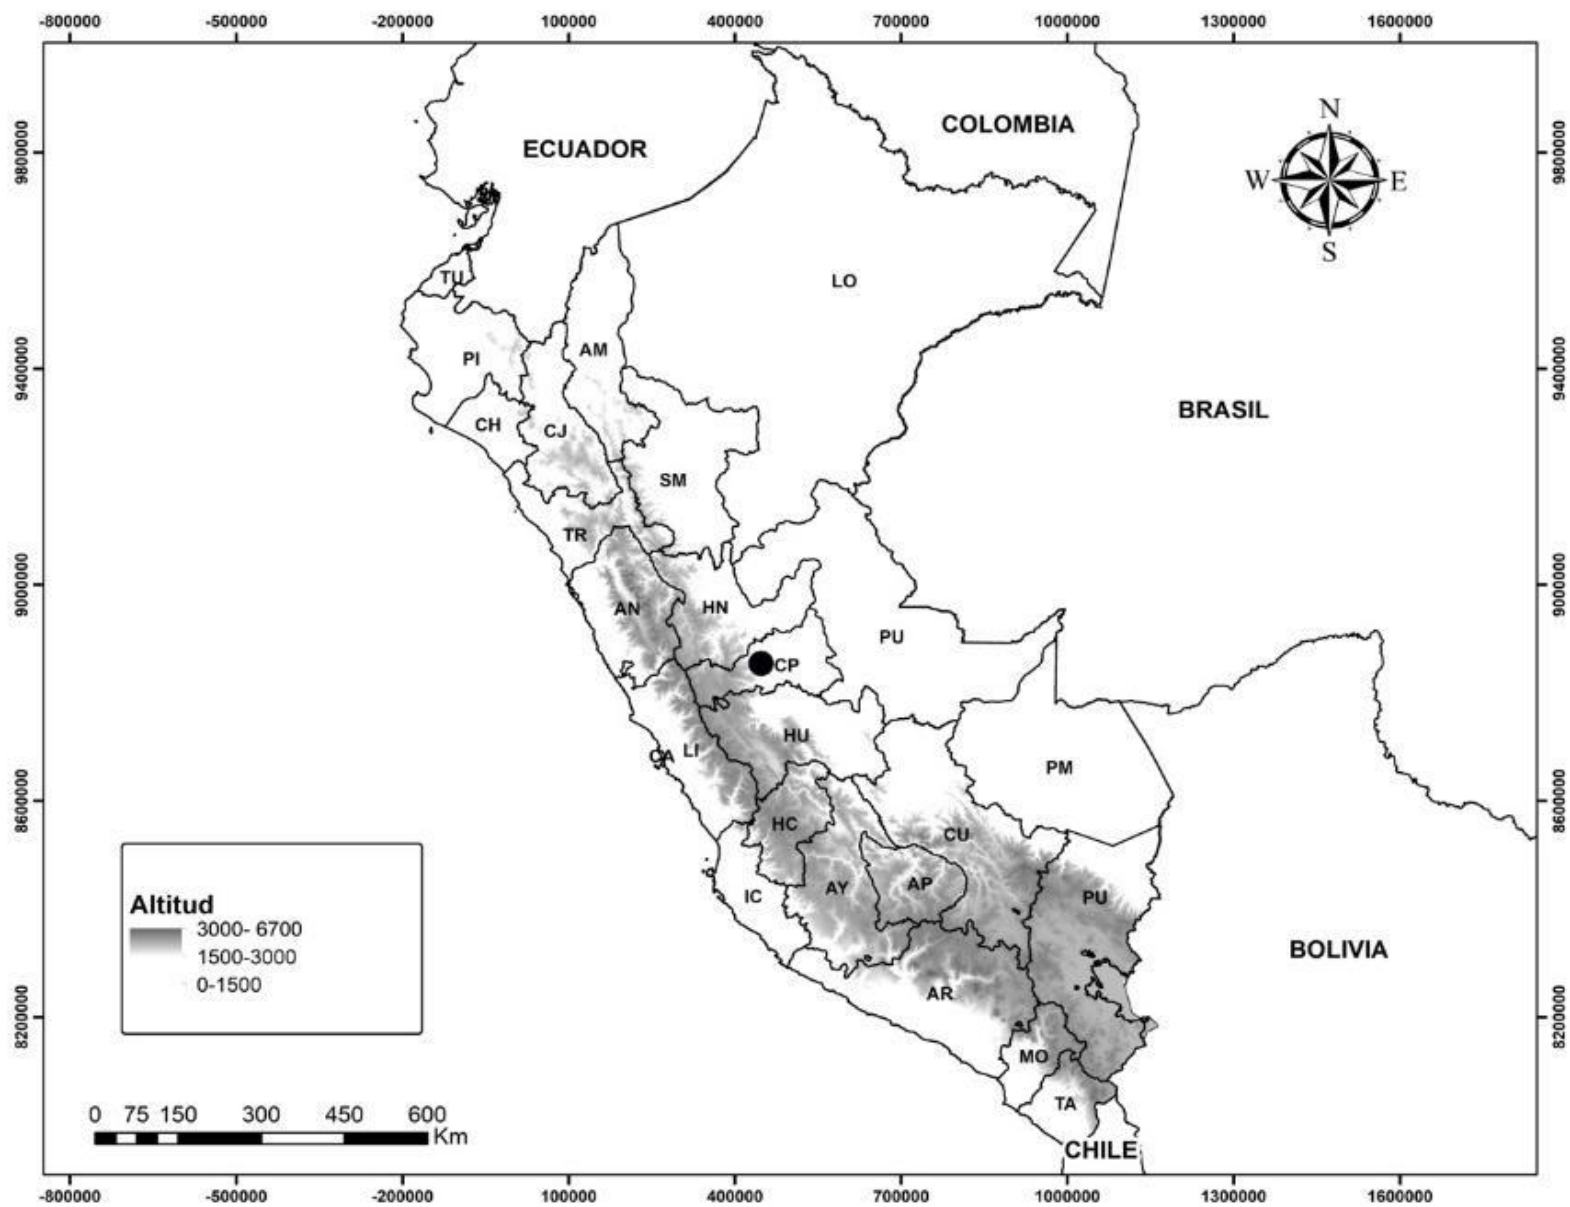 -800000 -500000 -200000 100000 400000 700000 1000000 1300000 1600000
N
COLOMBIA
ECUADOR
9800000
9800000
W
E
S
TU
LO
AM
PI
9400000
9400000
BRASIL
CH
CJ
SM
TR
9000000
9000000
AN
HN
PU
CP
HU
LI
CA
PM
8600000
8600000
HC
CU
AP
AY
IC
PU
Altitud
3000- 6700
1500-3000
0-1500
BOLIVIA
AR
8200000
8200000
MO
TA
0 75 150 300 450 600
Km
CHILE
-800000 -500000 -200000 100000 400000 700000 1000000 1300000 1600000